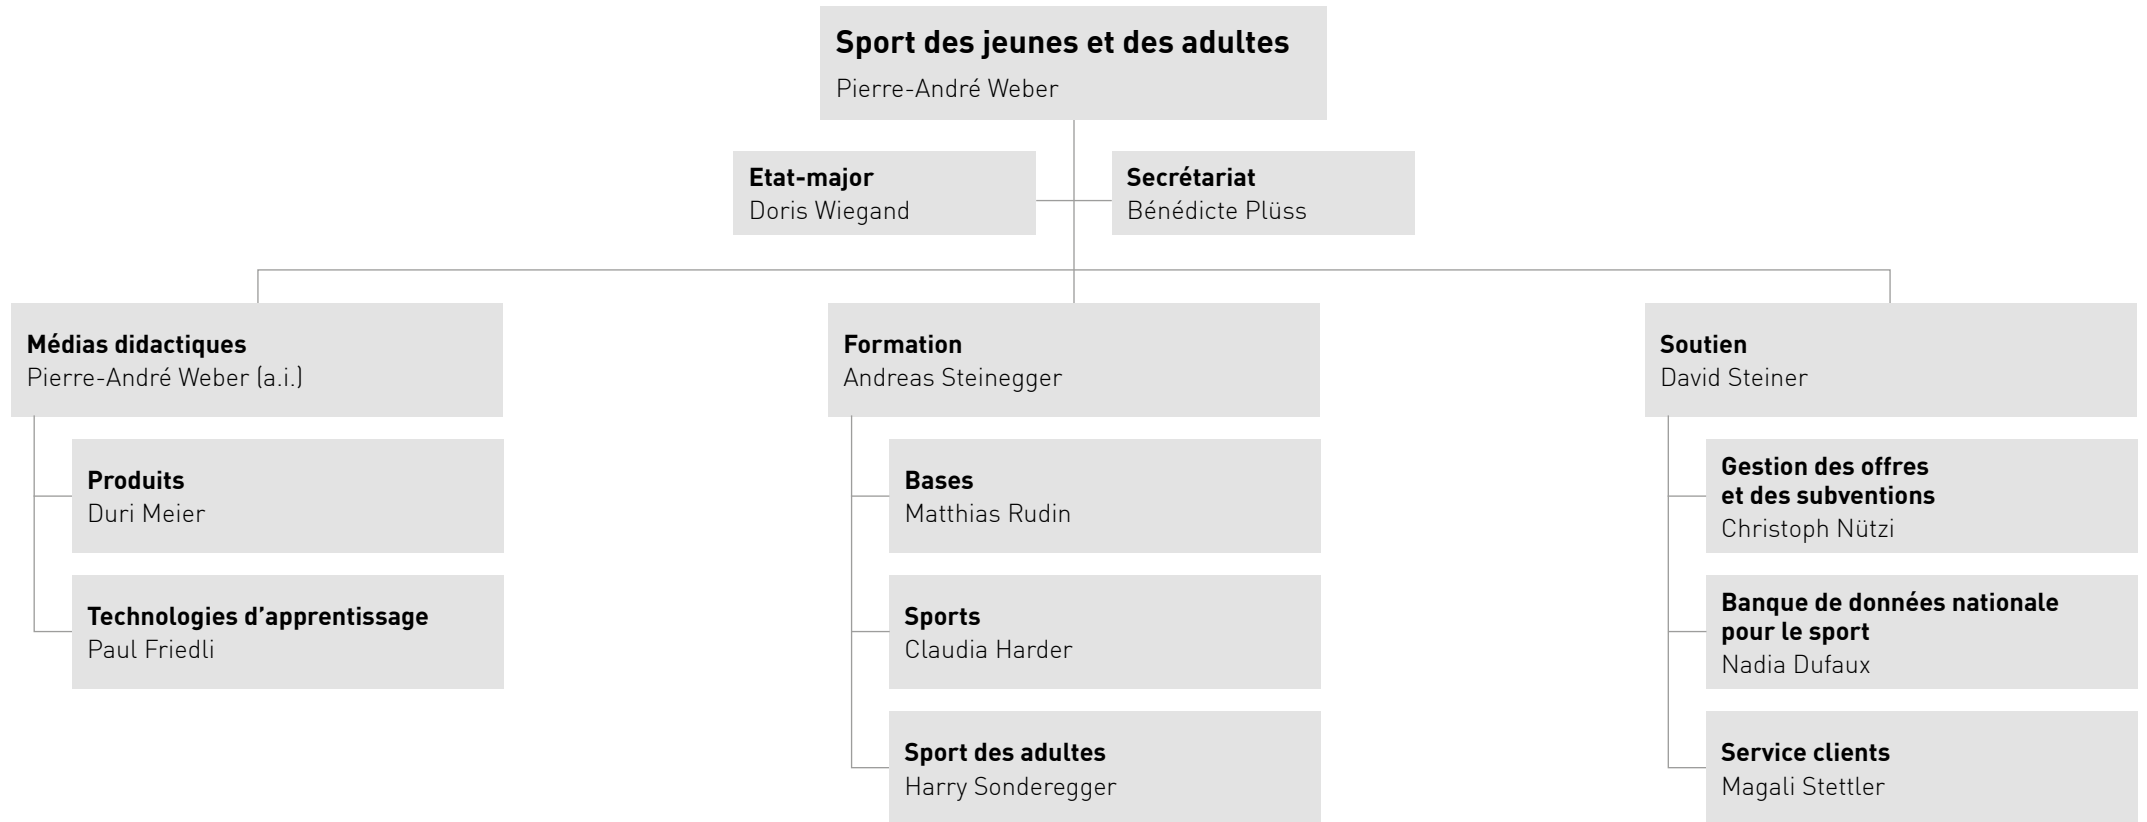 Sport des jeunes et des adultes
Pierre-André Weber
Etat-major
Doris Wiegand
Secrétariat
Bénédicte Plüss
Médias didactiques
Pierre-André Weber (a.i.)
Produits
Duri Meier
Technologies d’apprentissage
Paul Friedli
Formation
Andreas Steinegger
Bases
Matthias Rudin
Sports
Claudia Harder
Sport des adultes
Harry Sonderegger
Soutien
David Steiner
Gestion des offres
et des subventions
Christoph Nützi
Banque de données nationale
pour le sport
Nadia Dufaux
Service clients
Magali Stettler